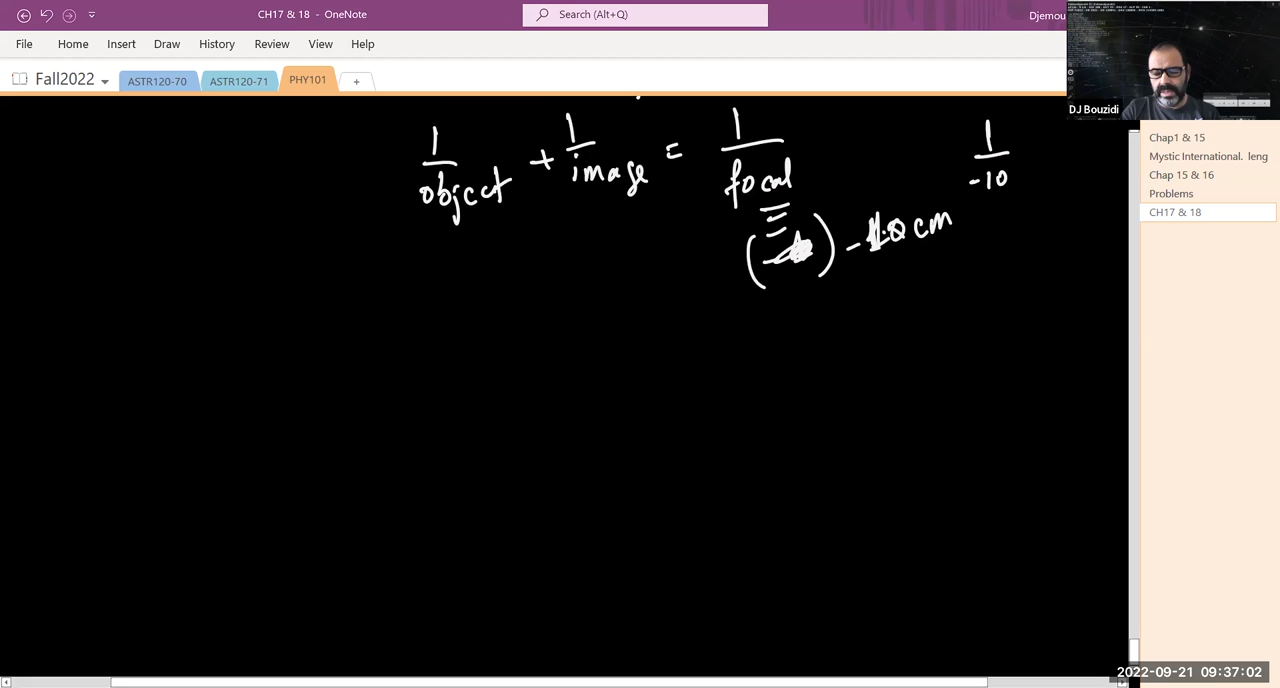 CH17 & 18 - OneNote
Search (Alt+Q)
Djemou
File Home Insert Draw History Review View Help
Fall2022 ASTR120-70 ASTR120-71 PHY101 +
DJ Bouzidi
1/object + 1/image = 1/focal
1/-10
(-) -10 cm
Chap1 & 15
Mystic International. leng
Chap 15 & 16
Problems
CH17 & 18
2022-09-21 09:37:02